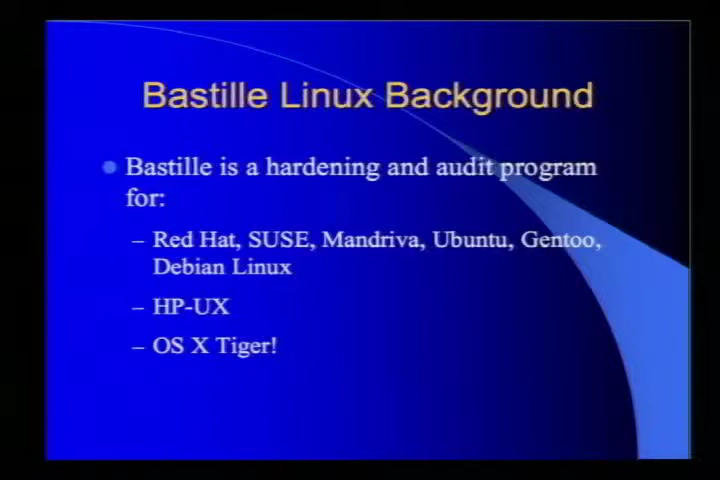 Bastille Linux Background
Bastille is a hardening and audit program
for:
– Red Hat, SUSE, Mandriva, Ubuntu, Gentoo,
Debian Linux
– HP-UX
– OS X Tiger!